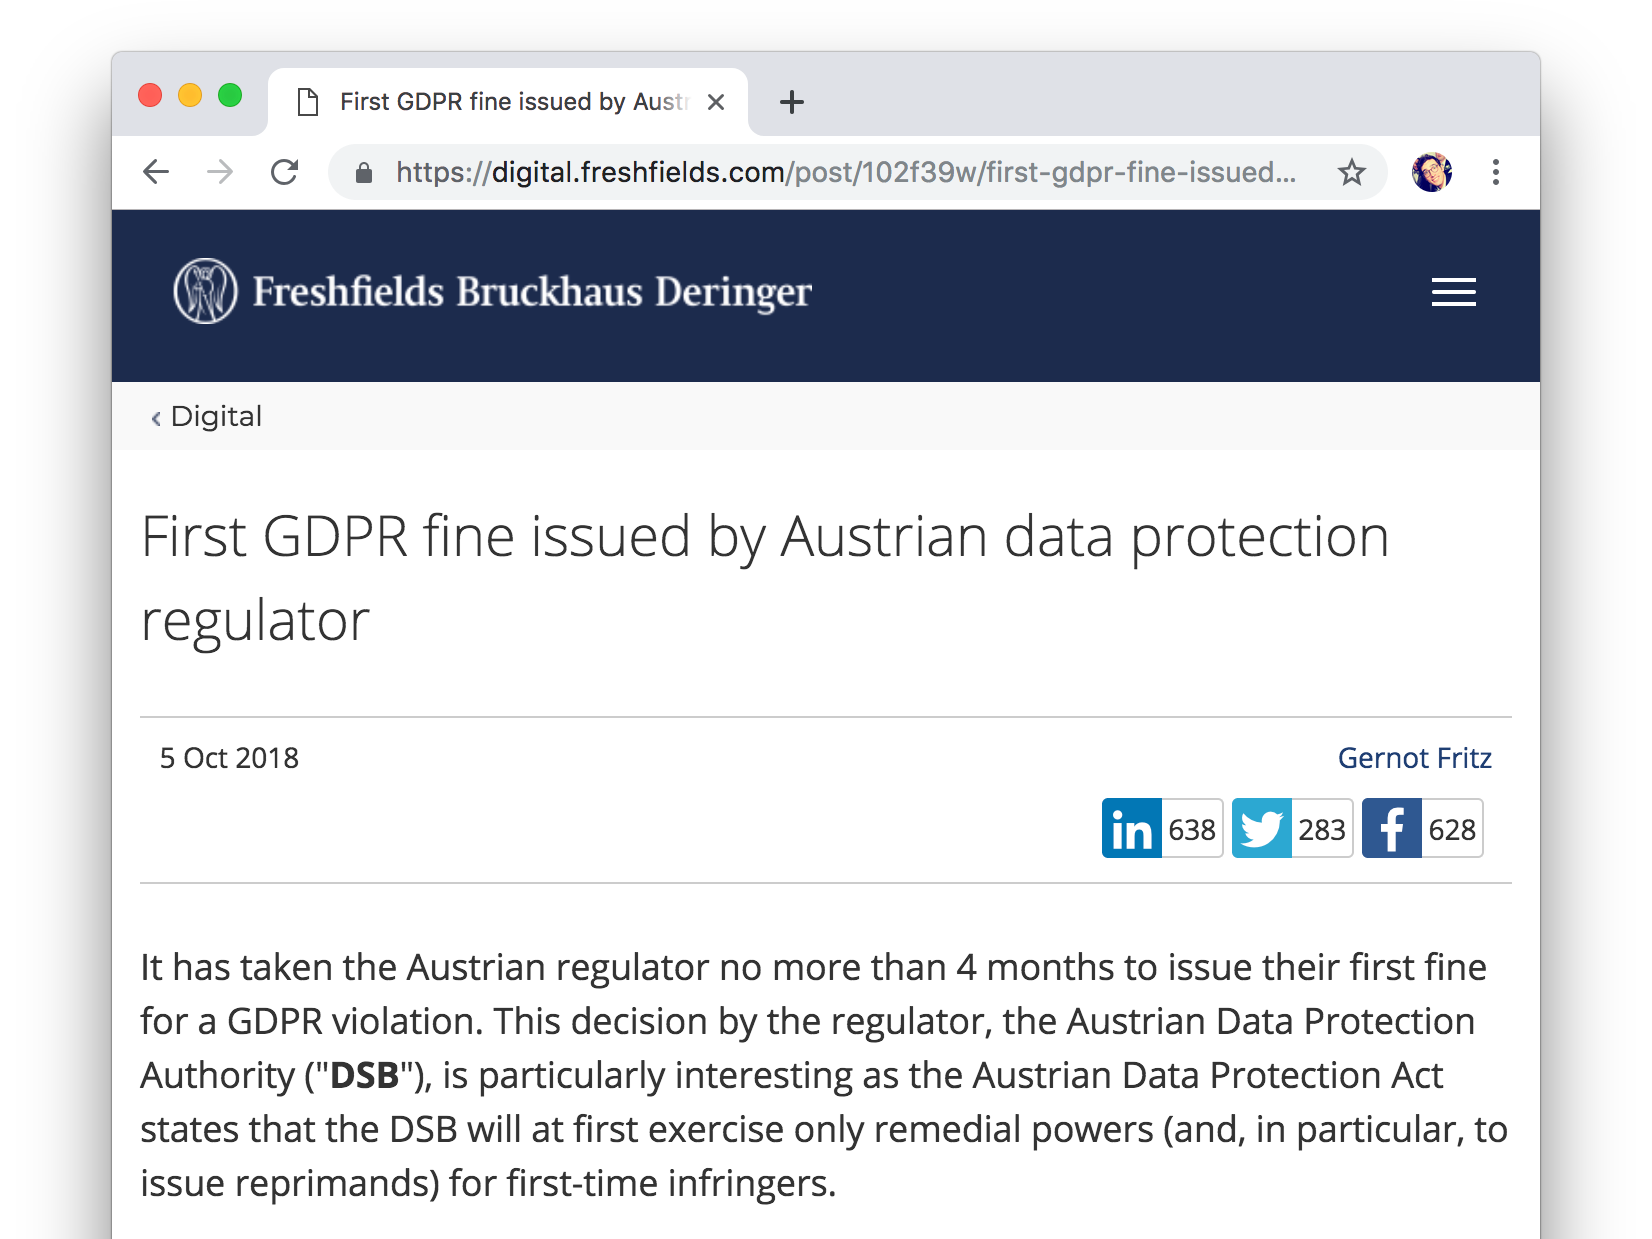 First GDPR fine issued by Austr
https://digital.freshfields.com/post/102f39w/first-gdpr-fine-issued...
Freshfields Bruckhaus Deringer
‹ Digital
First GDPR fine issued by Austrian data protection
regulator
5 Oct 2018
Gernot Fritz
in 638 283 f 628
It has taken the Austrian regulator no more than 4 months to issue their first fine
for a GDPR violation. This decision by the regulator, the Austrian Data Protection
Authority ("DSB"), is particularly interesting as the Austrian Data Protection Act
states that the DSB will at first exercise only remedial powers (and, in particular, to
issue reprimands) for first-time infringers.